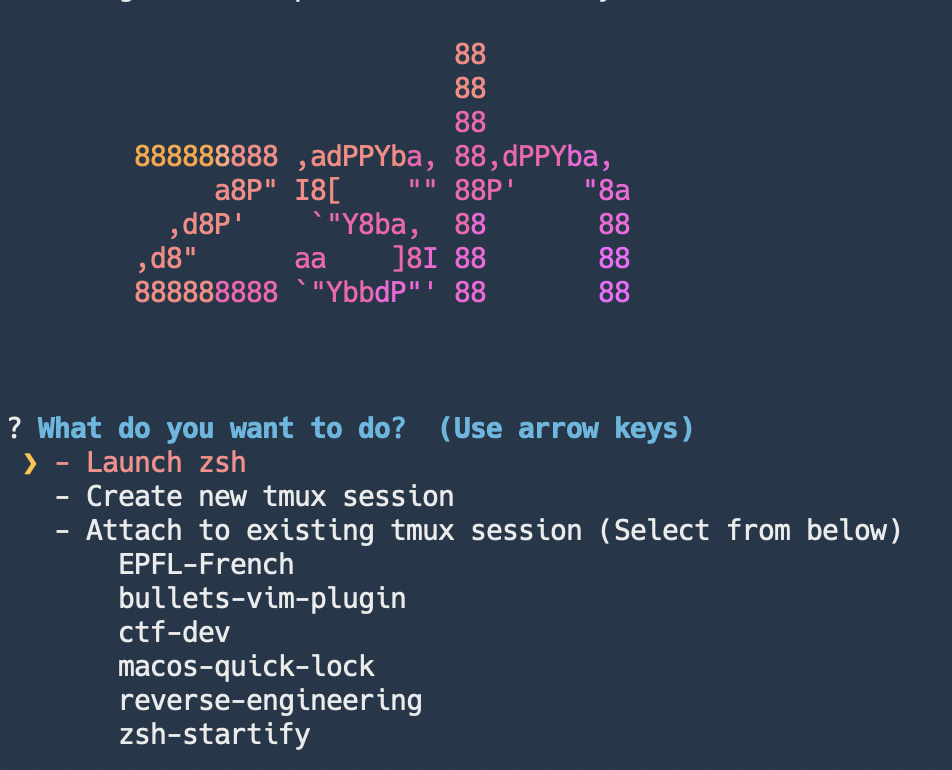 88
88
88
888888888 ,adPPYba, 88,dPPYba,
a8P" I8[    "" 88P'    "8a
,d8P'    `"Y8ba, 88       88
,d8"      aa    ]8I 88       88
888888888 `"YbbdP"' 88       88
? What do you want to do?  (Use arrow keys)
❯ - Launch zsh
- Create new tmux session
- Attach to existing tmux session (Select from below)
EPFL-French
bullets-vim-plugin
ctf-dev
macos-quick-lock
reverse-engineering
zsh-startify